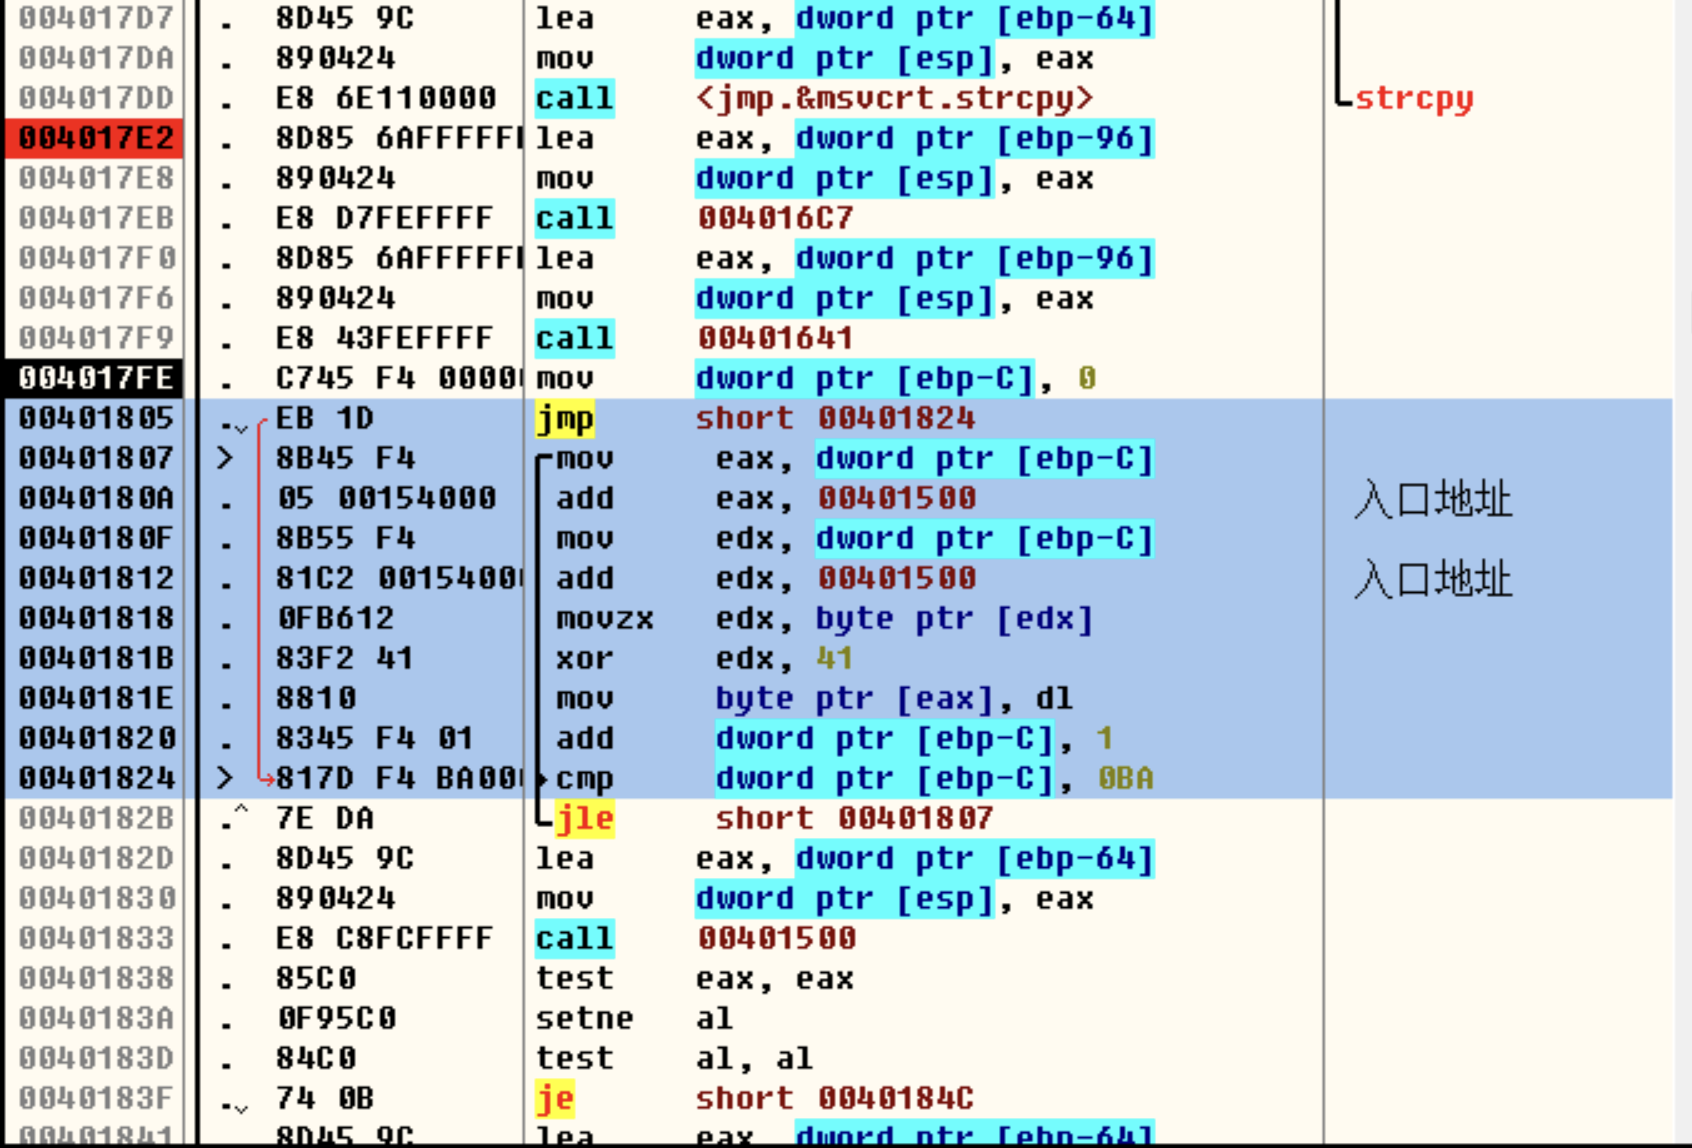 004017D7 . 8D45 9C lea eax, dword ptr [ebp-64]
004017DA . 890424 mov dword ptr [esp], eax
004017DD . E8 6E110000 call <jmp.&msvcrt.strcpy> strcpy
004017E2 . 8D85 6AFFFFFF lea eax, dword ptr [ebp-96]
004017E8 . 890424 mov dword ptr [esp], eax
004017EB . E8 D7FEFFFF call 004016C7
004017F0 . 8D85 6AFFFFFF lea eax, dword ptr [ebp-96]
004017F6 . 890424 mov dword ptr [esp], eax
004017F9 . E8 43FEFFFF call 00401641
004017FE . C745 F4 0000 mov dword ptr [ebp-C], 0
00401805 . EB 1D jmp short 00401824
00401807 > 8B45 F4 mov eax, dword ptr [ebp-C]
0040180A . 05 00154000 add eax, 00401500 入口地址
0040180F . 8B55 F4 mov edx, dword ptr [ebp-C]
00401812 . 81C2 0015400 add edx, 00401500 入口地址
00401818 . 0FB612 movzx edx, byte ptr [edx]
0040181B . 83F2 41 xor edx, 41
0040181E . 8810 mov byte ptr [eax], dl
00401820 . 8345 F4 01 add dword ptr [ebp-C], 1
00401824 > 817D F4 BA00 cmp dword ptr [ebp-C], 0BA
0040182B .^ 7E DA jle short 00401807
0040182D . 8D45 9C lea eax, dword ptr [ebp-64]
00401830 . 890424 mov dword ptr [esp], eax
00401833 . E8 C8FCFFFF call 00401500
00401838 . 85C0 test eax, eax
0040183A . 0F95C0 setne al
0040183D . 84C0 test al, al
0040183F . 74 0B je short 0040184C
00401841 . 8D45 9C lea eax, dword ptr [ebp-64]